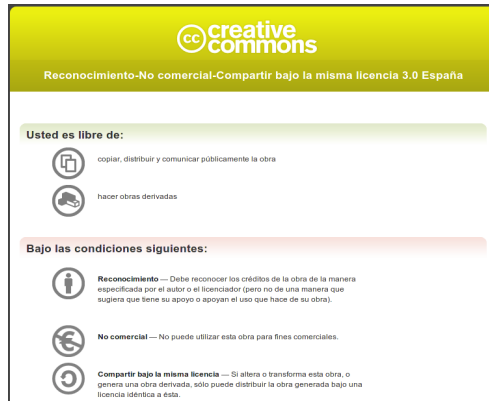 cc creative
commons
Reconocimiento-No comercial-Compartir bajo la misma licencia 3.0 España
Usted es libre de:
copiar, distribuir y comunicar públicamente la obra
hacer obras derivadas
Bajo las condiciones siguientes:
Reconocimiento — Debe reconocer los créditos de la obra de la manera
especificada por el autor o el licenciador (pero no de una manera que
sugiera que tiene su apoyo o apoyan el uso que hace de su obra).
No comercial — No puede utilizar esta obra para fines comerciales.
Compartir bajo la misma licencia — Si altera o transforma esta obra, o
genera una obra derivada, sólo puede distribuir la obra generada bajo una
licencia idéntica a ésta.